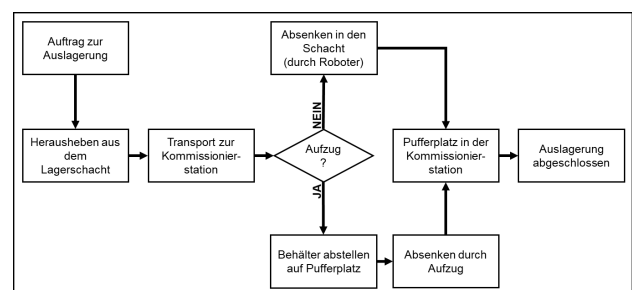 Auftrag zur
Auslagerung
Herausheben aus
dem
Lagerschacht
Transport zur
Kommissionier-
station
Aufzug
?
NEIN
Absenken in den
Schacht
(durch Roboter)
JA
Behälter abstellen
auf Pufferplatz
Absenken durch
Aufzug
Pufferplatz in der
Kommissionier-
station
Auslagerung
abgeschlossen